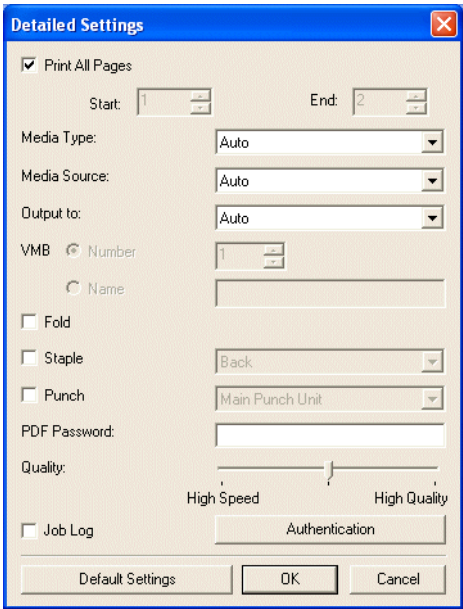 Detailed Settings
Print All Pages
Start: 1 End: 2
Media Type: Auto
Media Source: Auto
Output to: Auto
VMB Number 1
Name
Fold
Staple Back
Punch Main Punch Unit
PDF Password:
Quality:
High Speed High Quality
Job Log Authentication
Default Settings OK Cancel